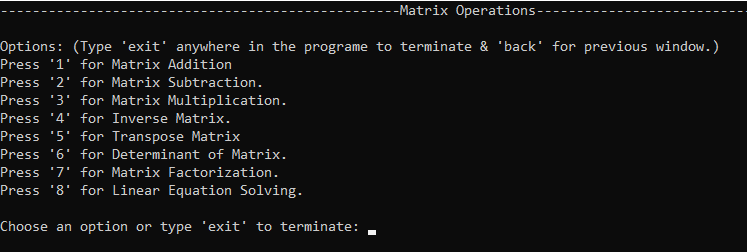 --------------------------------------------------Matrix Operations--------------------------
Options: (Type 'exit' anywhere in the programe to terminate & 'back' for previous window.)
Press '1' for Matrix Addition
Press '2' for Matrix Subtraction.
Press '3' for Matrix Multiplication.
Press '4' for Inverse Matrix.
Press '5' for Transpose Matrix
Press '6' for Determinant of Matrix.
Press '7' for Matrix Factorization.
Press '8' for Linear Equation Solving.
Choose an option or type 'exit' to terminate: _